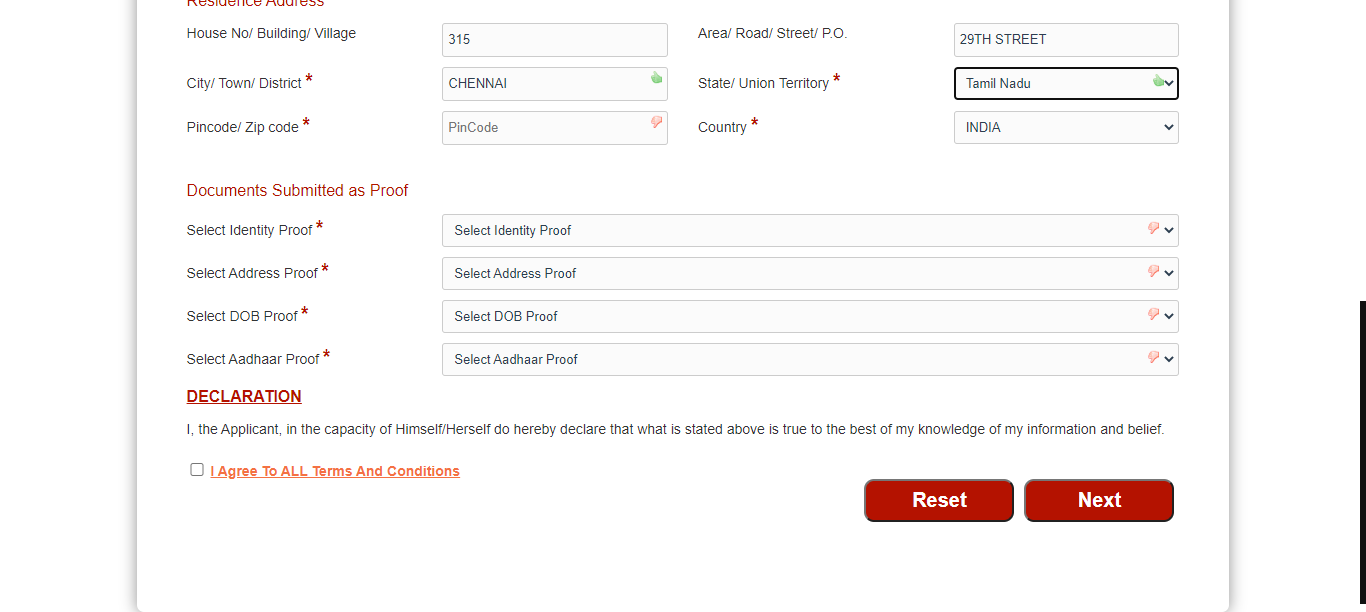 Residence Address
House No/ Building/ Village 315 Area/ Road/ Street/ P.O. 29TH STREET
City/ Town/ District * CHENNAI State/ Union Territory * Tamil Nadu
Pincode/ Zip code * PinCode Country * INDIA
Documents Submitted as Proof
Select Identity Proof * Select Identity Proof
Select Address Proof * Select Address Proof
Select DOB Proof * Select DOB Proof
Select Aadhaar Proof * Select Aadhaar Proof
DECLARATION
I, the Applicant, in the capacity of Himself/Herself do hereby declare that what is stated above is true to the best of my knowledge of my information and belief.
I Agree To ALL Terms And Conditions
Reset Next